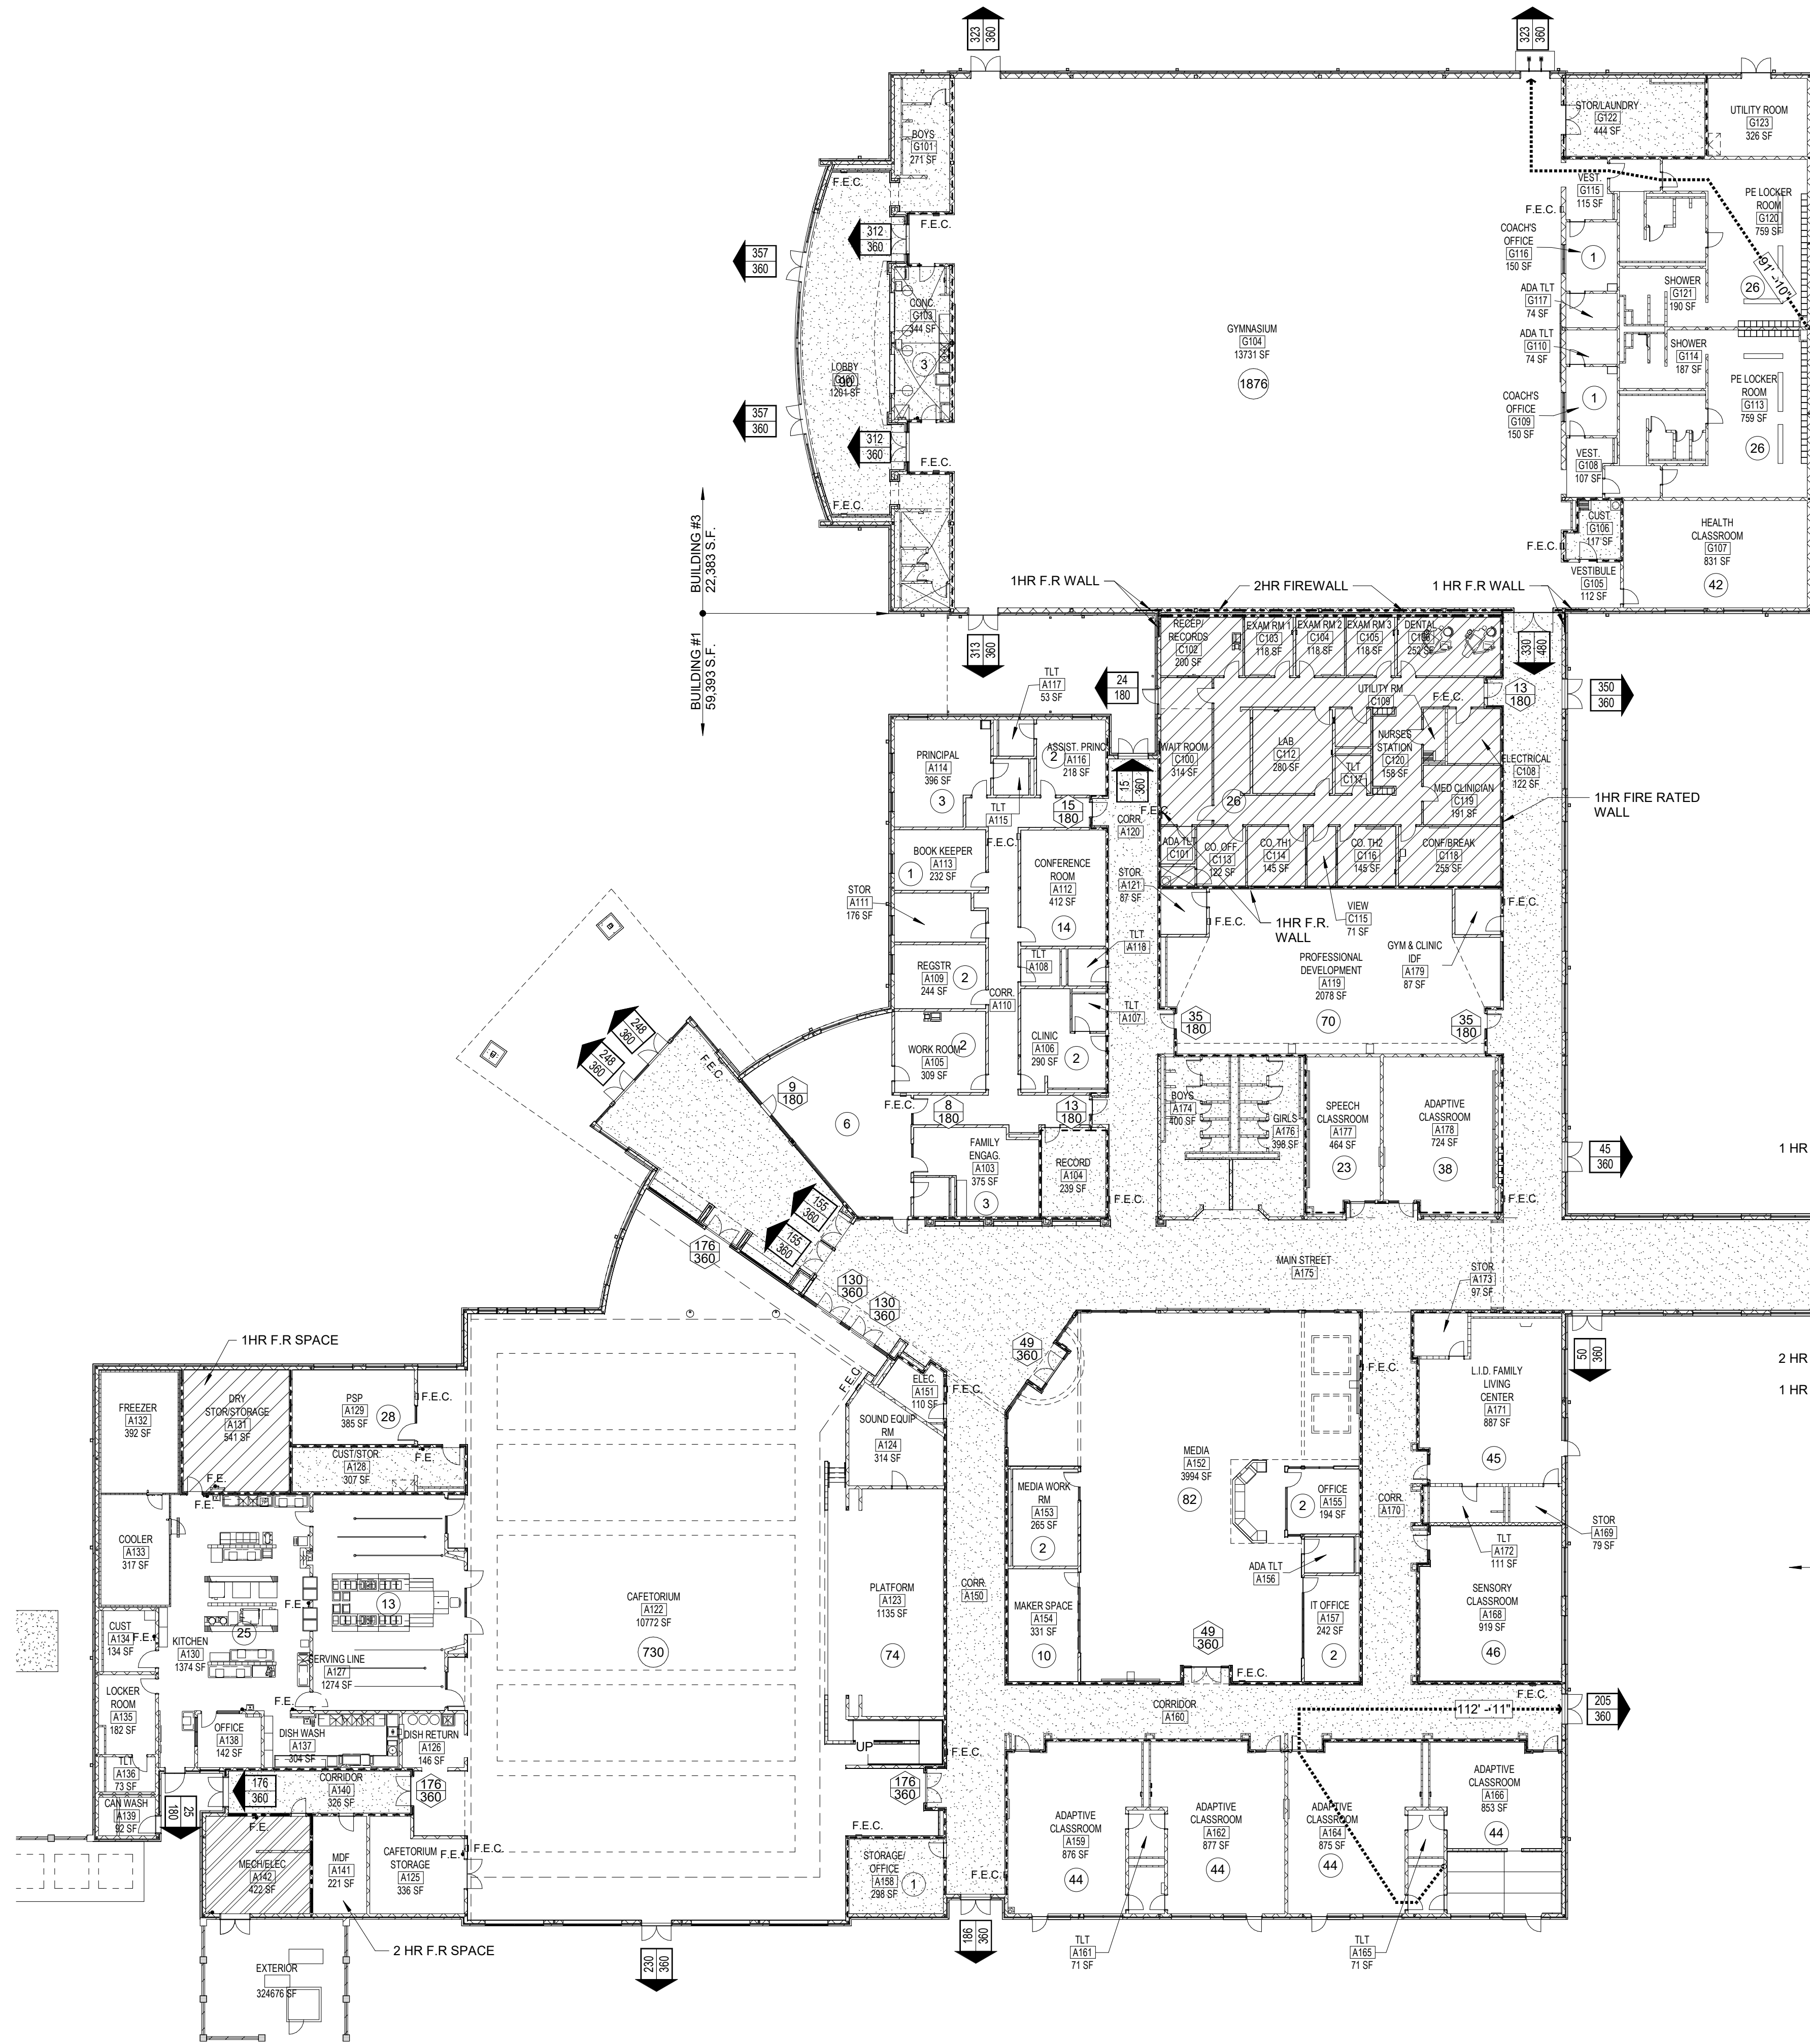 323
360
323
360
BOYS
G101
271 SF
F.E.C.
F.E.C.
312
360
357
360
CONC.
G103
344 SF
3
LOBBY
G100
90
1201 SF
357
360
312
360
F.E.C.
F.E.C.
GYMNASIUM
G104
13731 SF
1876
STOR/LAUNDRY
G122
444 SF
UTILITY ROOM
G123
326 SF
VEST.
G115
115 SF
F.E.C.
PE LOCKER
ROOM
G120
759 SF
26
91' - 10"
COACH'S
OFFICE
G116
150 SF
1
SHOWER
G121
190 SF
ADA TLT
G117
74 SF
ADA TLT
G110
74 SF
SHOWER
G114
187 SF
PE LOCKER
ROOM
G113
759 SF
26
COACH'S
OFFICE
G109
150 SF
1
VEST.
G108
107 SF
CUST.
G106
117 SF
F.E.C.
HEALTH
CLASSROOM
G107
831 SF
42
VESTIBULE
G105
112 SF
BUILDING #3
22,383 S.F.
BUILDING #1
59,393 S.F.
1HR F.R WALL
2HR FIREWALL
1 HR F.R WALL
313
360
330
480
RECEP/
RECORDS
C102
200 SF
EXAM RM 1
C103
118 SF
EXAM RM 2
C104
118 SF
EXAM RM 3
C105
118 SF
DENTAL
C106
252 SF
24
180
13
180
350
360
UTILITY RM
C109
F.E.C.
TLT
A117
53 SF
PRINCIPAL
A114
396 SF
3
ASSIST. PRINC.
A116
218 SF
2
WAIT ROOM
C100
314 SF
LAB
C112
280 SF
TLT
C117
NURSES
STATION
C120
158 SF
ELECTRICAL
C108
122 SF
MED CLINICIAN
C119
191 SF
26
1HR FIRE RATED
WALL
TLT
A115
15
180
15
360
F.E.C.
CORR.
A120
ADA TLT
C101
CO. OFF
C113
122 SF
CO. TH1
C114
145 SF
CO. TH2
C116
145 SF
CONF/BREAK
C118
255 SF
F.E.C.
BOOK KEEPER
A113
232 SF
1
CONFERENCE
ROOM
A112
412 SF
14
STOR
A111
176 SF
STOR.
A121
87 SF
F.E.C.
1HR F.R.
WALL
VIEW
C115
71 SF
F.E.C.
GYM & CLINIC
IDF
A179
87 SF
PROFESSIONAL
DEVELOPMENT
A119
2078 SF
70
35
180
35
180
TLT
A118
TLT
A108
REGSTR
A109
244 SF
2
CORR.
A110
TLT
A107
CLINIC
A106
290 SF
2
WORK ROOM
A105
309 SF
2
248
360
248
360
F.E.C.
9
180
6
F.E.C.
8
180
13
180
FAMILY
ENGAG.
A103
375 SF
3
RECORD
A104
239 SF
F.E.C.
BOYS
A174
400 SF
GIRLS
A176
398 SF
SPEECH
CLASSROOM
A177
464 SF
23
ADAPTIVE
CLASSROOM
A178
724 SF
38
F.E.C.
45
360
1 HR
155
360
155
360
176
360
130
360
130
360
MAIN STREET
A175
STOR
A173
97 SF
49
360
50
360
2 HR
1 HR
1HR F.R SPACE
FREEZER
A132
392 SF
DRY
STOR/STORAGE
A131
541 SF
PSP
A129
385 SF
28
F.E.C.
CUST/STOR.
A128
307 SF
F.E.
F.E.
F.E.
F.E.C.
ELEC.
A151
110 SF
F.E.C.
SOUND EQUIP
RM
A124
314 SF
F.E.C.
L.I.D. FAMILY
LIVING
CENTER
A171
887 SF
45
MEDIA
A152
3994 SF
82
MEDIA WORK
RM
A153
265 SF
2
OFFICE
A155
194 SF
2
CORR.
A170
STOR
A169
79 SF
TLT
A172
111 SF
COOLER
A133
317 SF
ADA TLT
A156
CAFETORIUM
A122
10772 SF
730
PLATFORM
A123
1135 SF
74
CORR.
A150
MAKER SPACE
A154
331 SF
10
49
360
F.E.C.
IT OFFICE
A157
242 SF
2
SENSORY
CLASSROOM
A168
919 SF
46
F.E.
13
25
CUST
A134
134 SF
F.E.
KITCHEN
A130
1374 SF
SERVING LINE
A127
1274 SF
F.E.
LOCKER
ROOM
A135
182 SF
OFFICE
A138
142 SF
DISH WASH
A137
304 SF
DISH RETURN
A126
146 SF
UP
F.E.C.
CORRIDOR
A160
112' - 11"
F.E.C.
205
360
TLT
A136
73 SF
CAN WASH
A139
92 SF
25
180
176
360
CORRIDOR
A140
326 SF
176
360
176
360
F.E.
MECH/ELEC
A142
422 SF
MDF
A141
221 SF
CAFETORIUM
STORAGE
A125
336 SF
F.E.
F.E.C.
F.E.C.
STORAGE/
OFFICE
A158
298 SF
1
F.E.C.
ADAPTIVE
CLASSROOM
A159
876 SF
44
ADAPTIVE
CLASSROOM
A162
877 SF
44
ADAPTIVE
CLASSROOM
A164
875 SF
44
ADAPTIVE
CLASSROOM
A166
853 SF
44
2 HR F.R SPACE
230
360
186
360
TLT
A161
71 SF
TLT
A165
71 SF
EXTERIOR
324676 SF